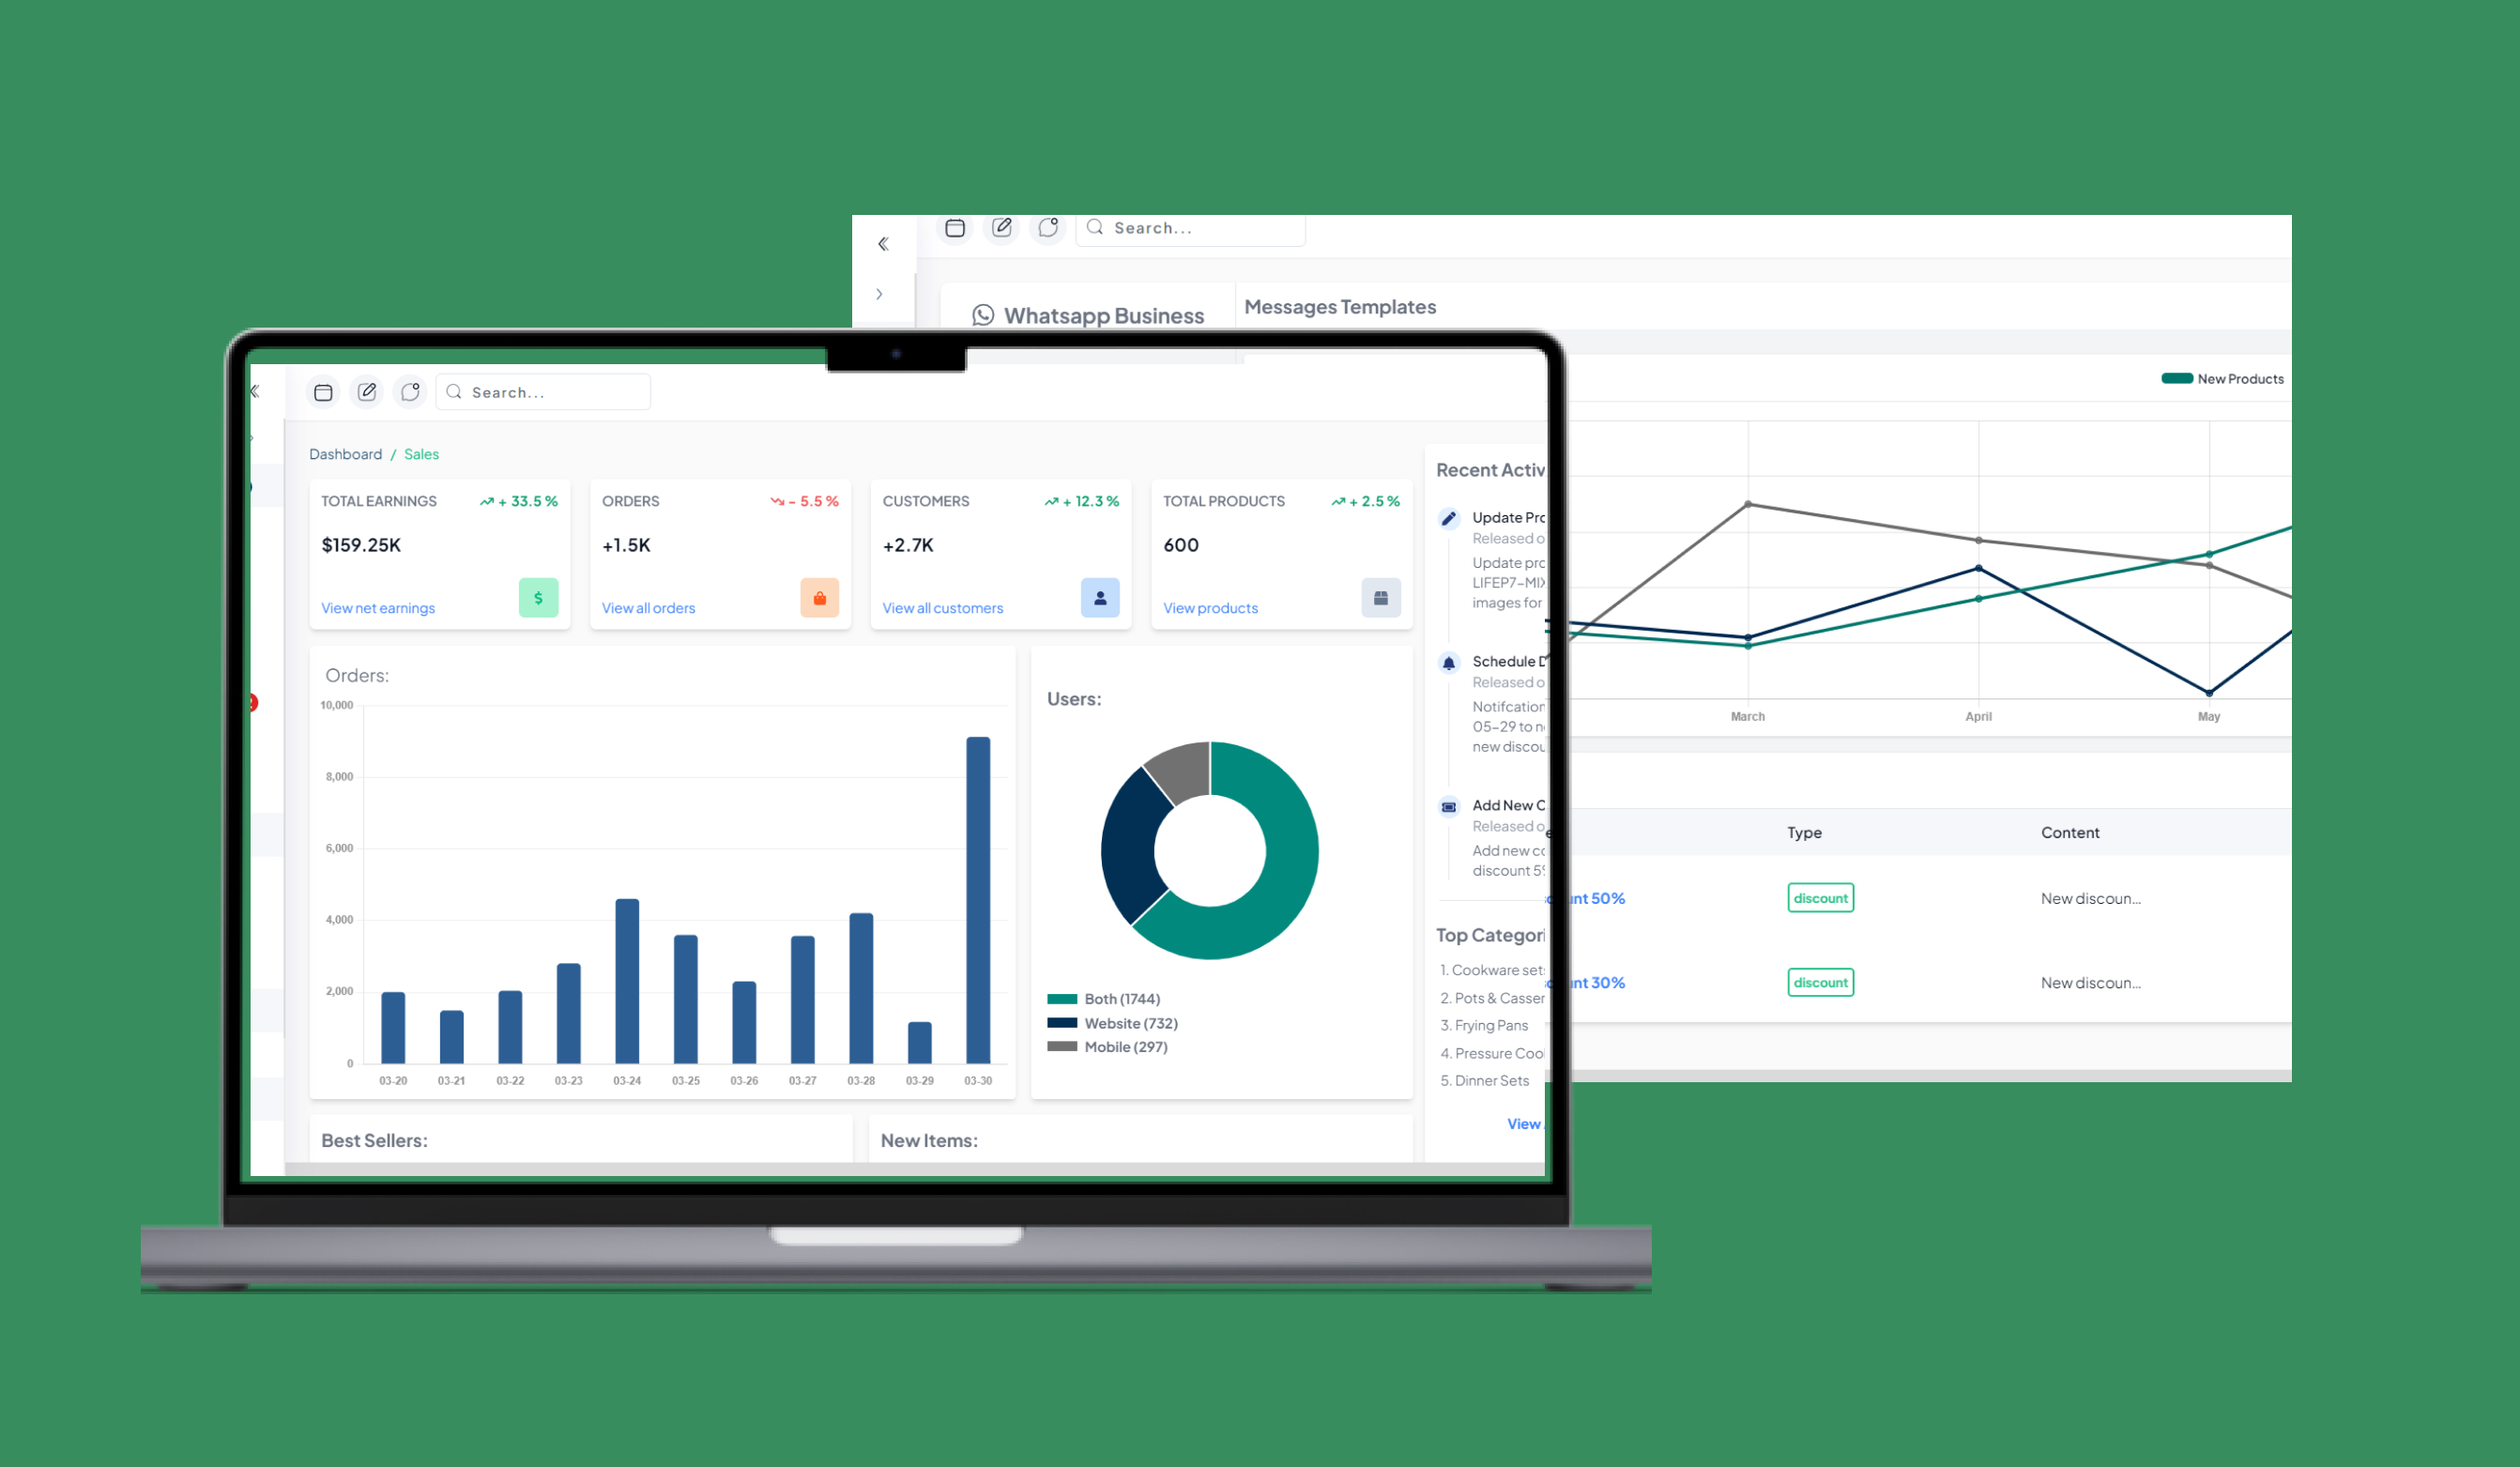 Search...
Whatsapp Business
Messages Templates
New Products
March
April
May
Type
Content
50%
discount
New discoun...
30%
discount
New discoun...
Search...
Dashboard / Sales
TOTAL EARNINGS
+ 33.5 %
$159.25K
View net earnings
$
ORDERS
- 5.5 %
+1.5K
View all orders
CUSTOMERS
+ 12.3 %
+2.7K
View all customers
TOTAL PRODUCTS
+ 2.5 %
600
View products
Orders:
10,000
8,000
6,000
4,000
2,000
0
03-20
03-21
03-22
03-23
03-24
03-25
03-26
03-27
03-28
03-29
03-30
Users:
Both (1744)
Website (732)
Mobile (297)
Recent Activ
Update Pro
Released o
Update pro
LIFEP7-MIX
images for
Schedule D
Released o
Notifcation
05-29 to n
new discou
Add New C
Released o
Add new co
discount 5
Top Categori
1. Cookware sets
2. Pots & Casser
3. Frying Pans
4. Pressure Coo
5. Dinner Sets
View
Best Sellers:
New Items: